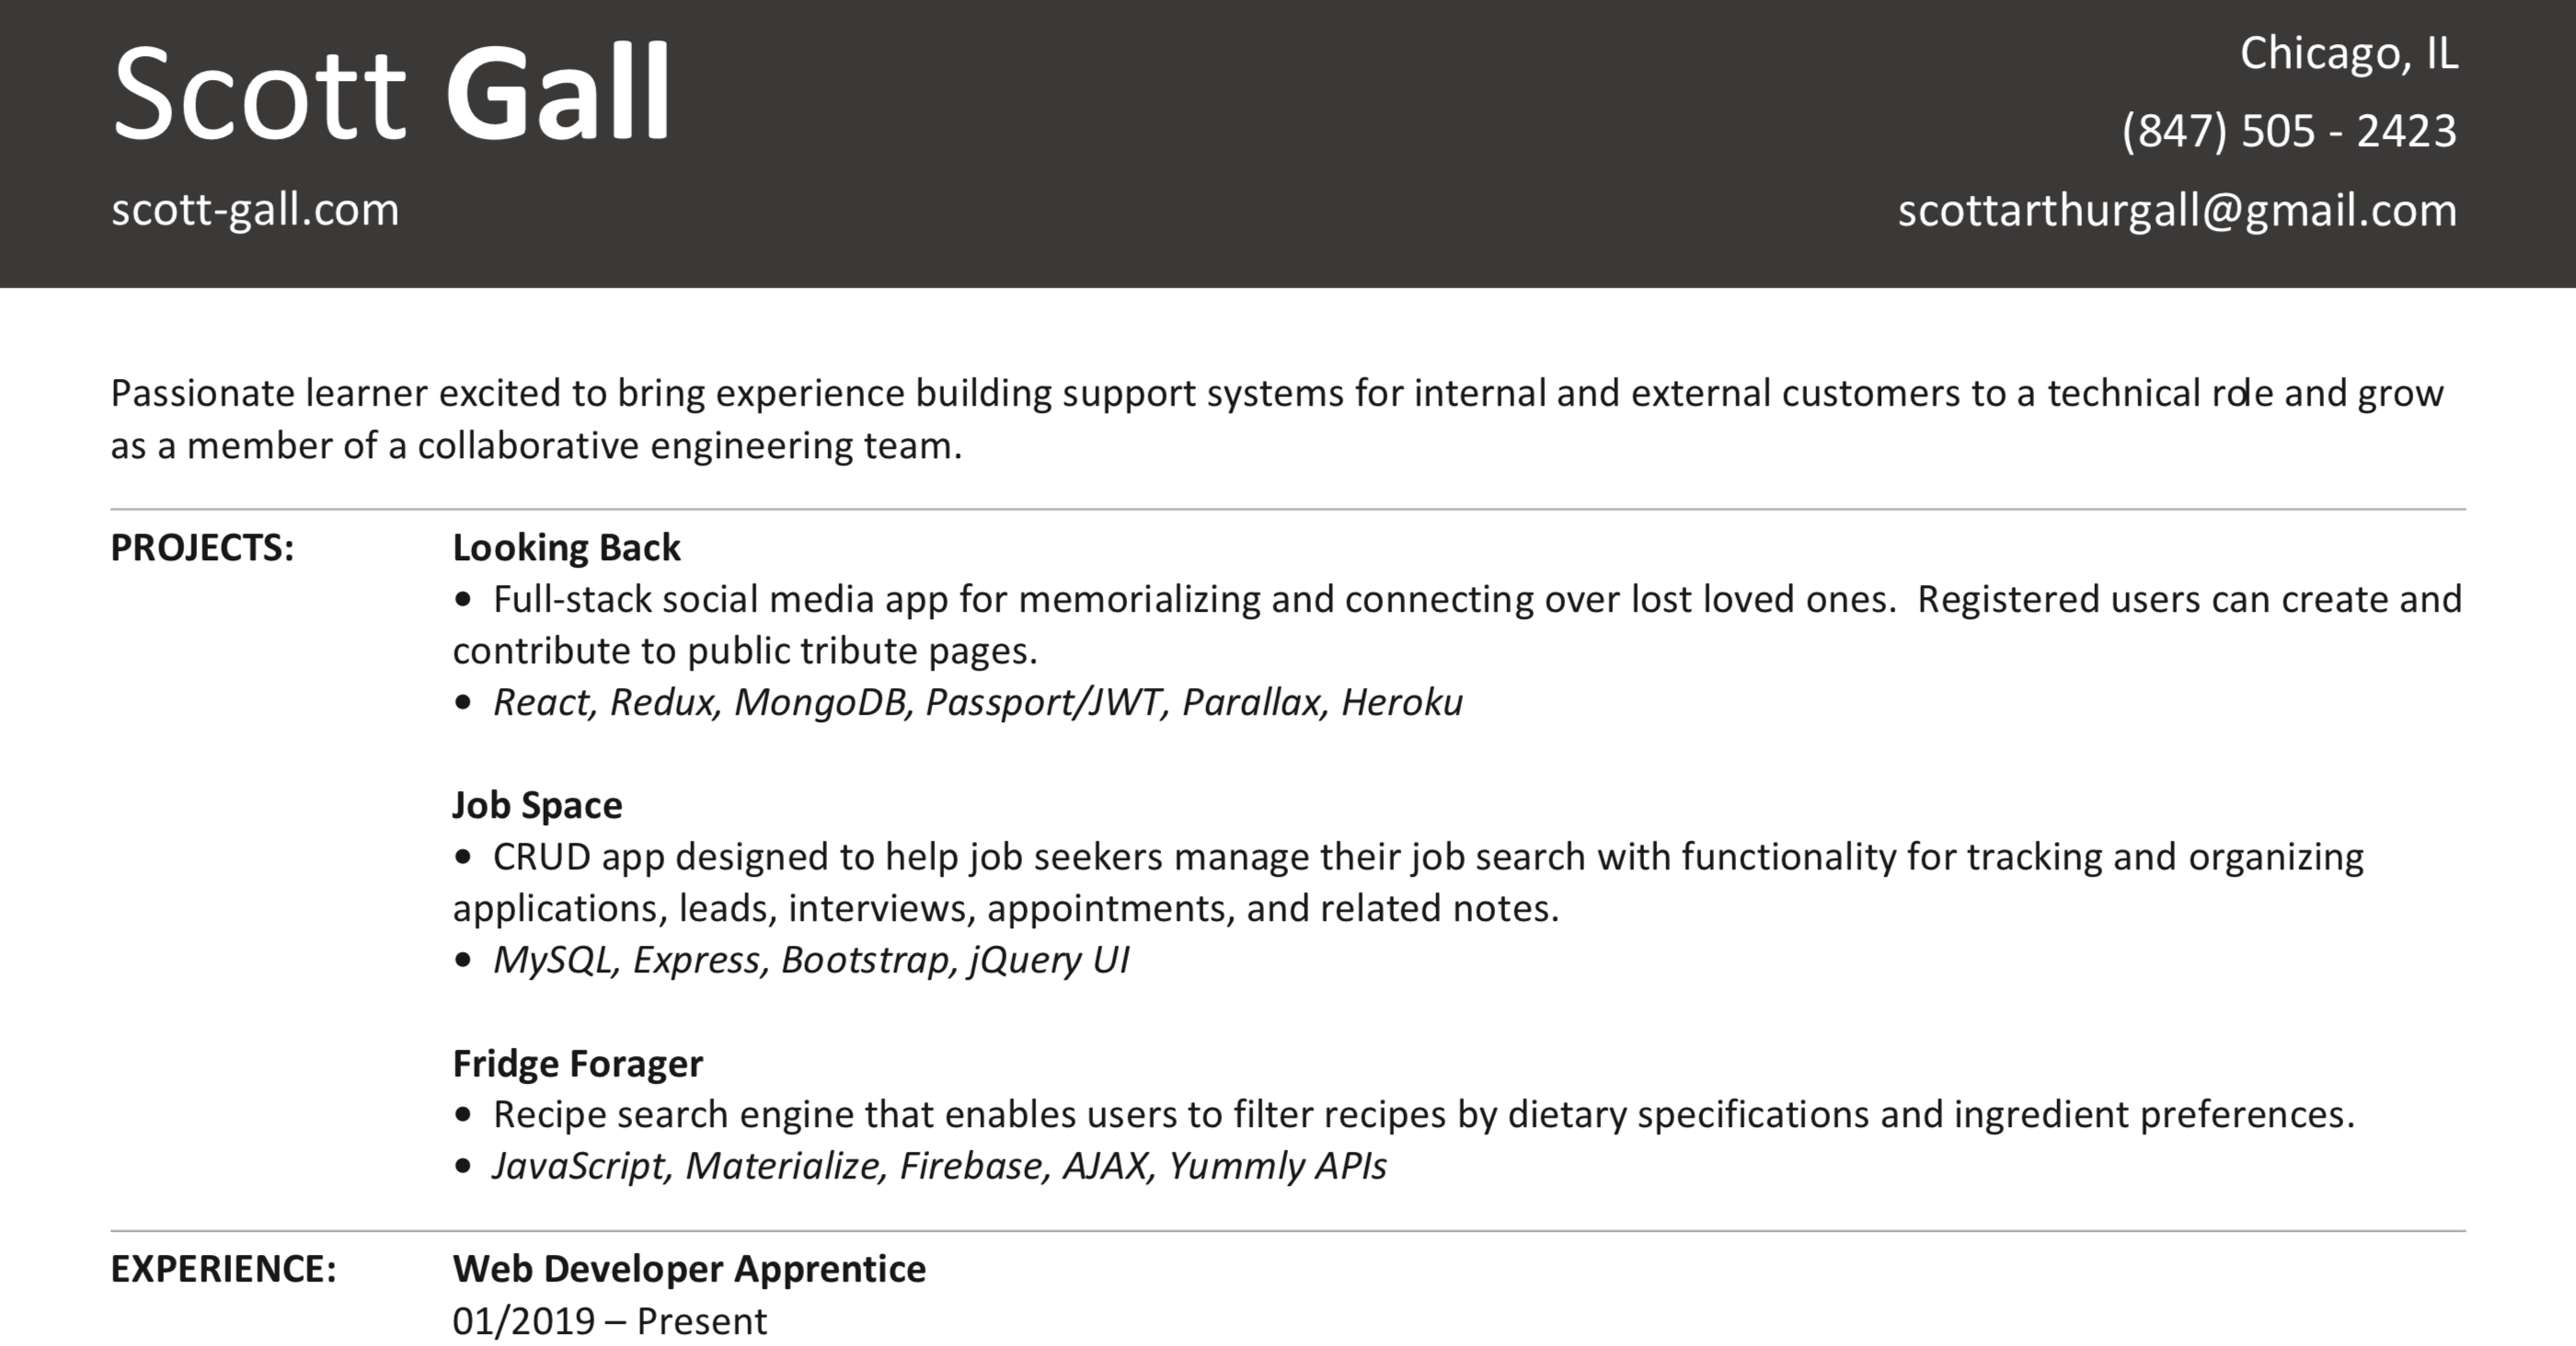 Scott Gall
scott-gall.com
Chicago, IL
(847) 505 - 2423
scottarthurgall@gmail.com
Passionate learner excited to bring experience building support systems for internal and external customers to a technical role and grow
as a member of a collaborative engineering team.
PROJECTS:
Looking Back
• Full-stack social media app for memorializing and connecting over lost loved ones.  Registered users can create and
contribute to public tribute pages.
• React, Redux, MongoDB, Passport/JWT, Parallax, Heroku
Job Space
• CRUD app designed to help job seekers manage their job search with functionality for tracking and organizing
applications, leads, interviews, appointments, and related notes.
• MySQL, Express, Bootstrap, jQuery UI
Fridge Forager
• Recipe search engine that enables users to filter recipes by dietary specifications and ingredient preferences.
• JavaScript, Materialize, Firebase, AJAX, Yummly APIs
EXPERIENCE:
Web Developer Apprentice
01/2019 – Present